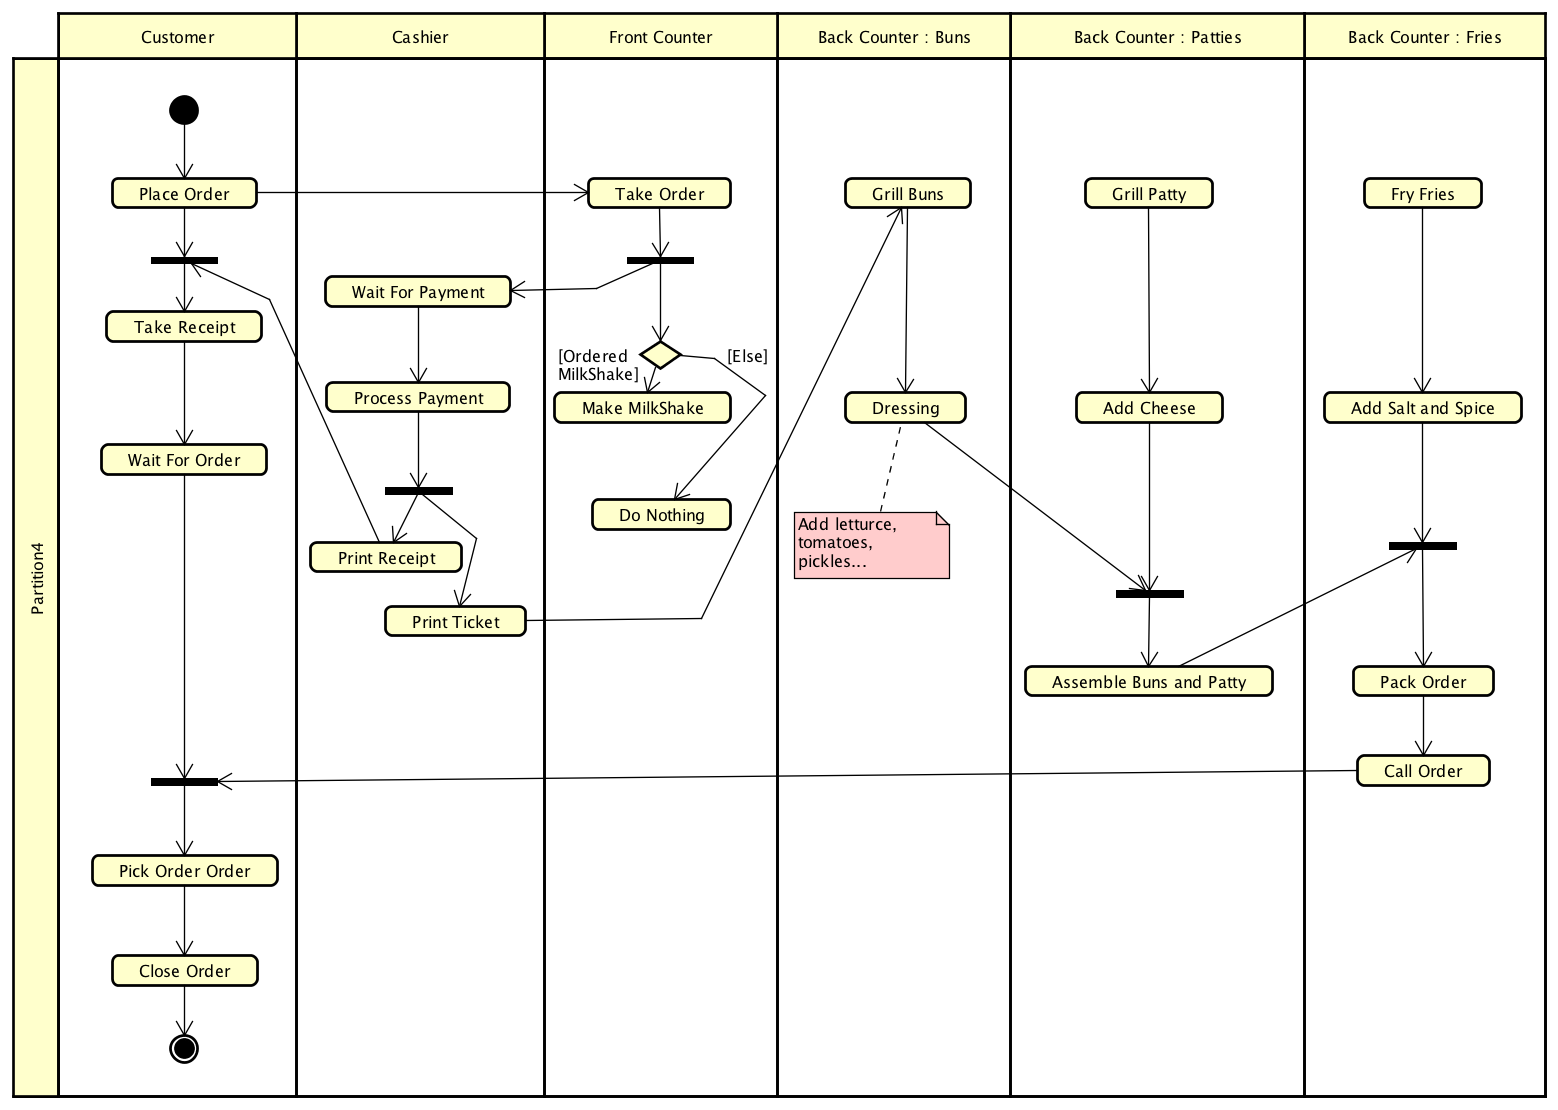 Customer
Cashier
Front Counter
Back Counter : Buns
Back Counter : Patties
Back Counter : Fries
Partition4
Place Order
Take Order
Grill Buns
Grill Patty
Fry Fries
Wait For Payment
Take Receipt
[Ordered
MilkShake]
[Else]
Process Payment
Make MilkShake
Dressing
Add Cheese
Add Salt and Spice
Wait For Order
Do Nothing
Add letturce,
tomatoes,
pickles...
Print Receipt
Print Ticket
Assemble Buns and Patty
Pack Order
Call Order
Pick Order Order
Close Order